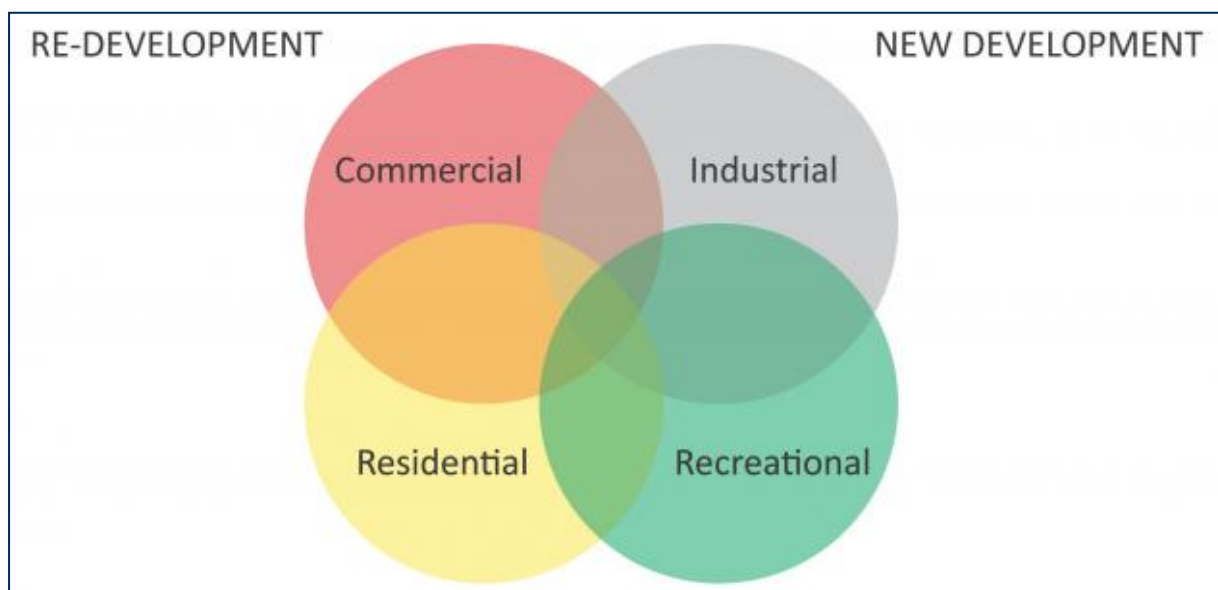 RE-DEVELOPMENT
NEW DEVELOPMENT
Commercial
Industrial
Residential
Recreational